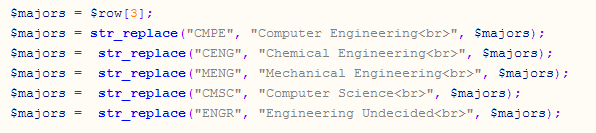 $majors = $row[3];
$majors = str_replace("CMPE", "Computer Engineering<br>", $majors);
$majors =  str_replace("CENG", "Chemical Engineering<br>", $majors);
$majors =  str_replace("MENG", "Mechanical Engineering<br>", $majors);
$majors =  str_replace("CMSC", "Computer Science<br>", $majors);
$majors =  str_replace("ENGR", "Engineering Undecided<br>", $majors);